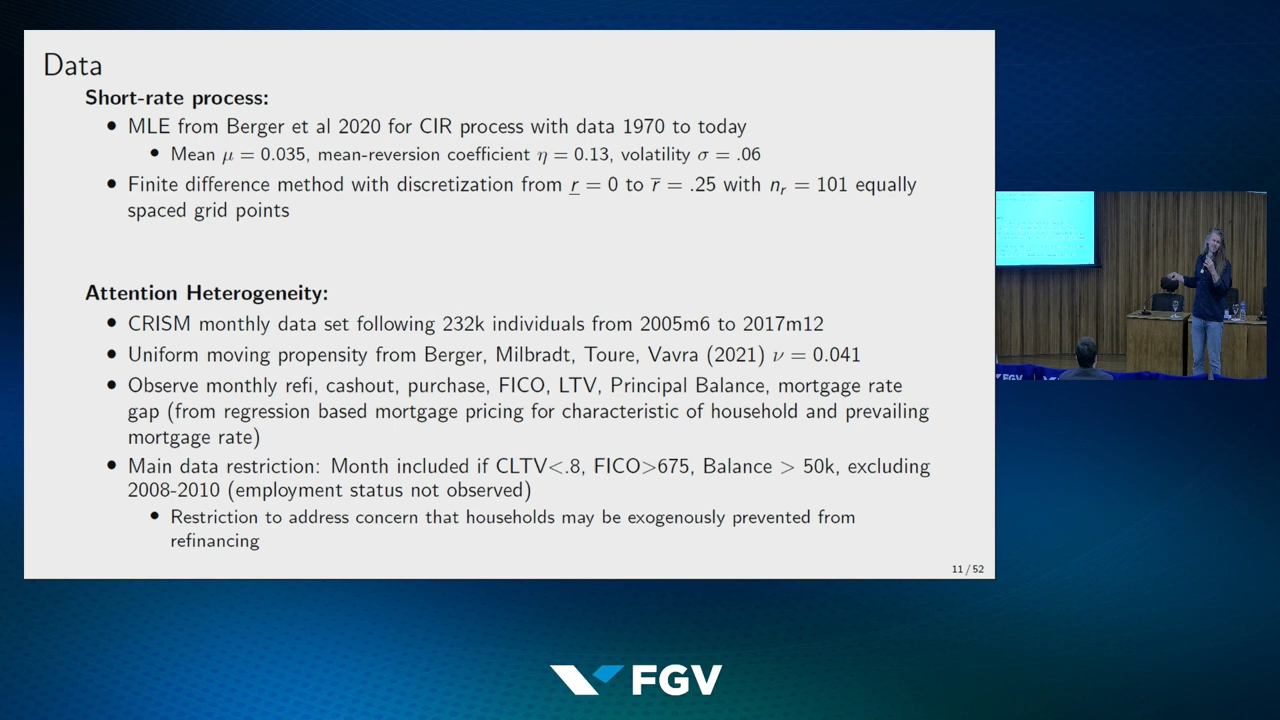 Data
Short-rate process:
• MLE from Berger et al 2020 for CIR process with data 1970 to today
• Mean μ = 0.035, mean-reversion coefficient η = 0.13, volatility σ = .06
• Finite difference method with discretization from r̲ = 0 to r̅ = .25 with nᵣ = 101 equally
spaced grid points
Attention Heterogeneity:
• CRISM monthly data set following 232k individuals from 2005m6 to 2017m12
• Uniform moving propensity from Berger, Milbradt, Toure, Vavra (2021) ν = 0.041
• Observe monthly refi, cashout, purchase, FICO, LTV, Principal Balance, mortgage rate
gap (from regression based mortgage pricing for characteristic of household and prevailing
mortgage rate)
• Main data restriction: Month included if CLTV<.8, FICO>675, Balance > 50k, excluding
2008-2010 (employment status not observed)
• Restriction to address concern that households may be exogenously prevented from
refinancing
11 / 52
FGV
FGV